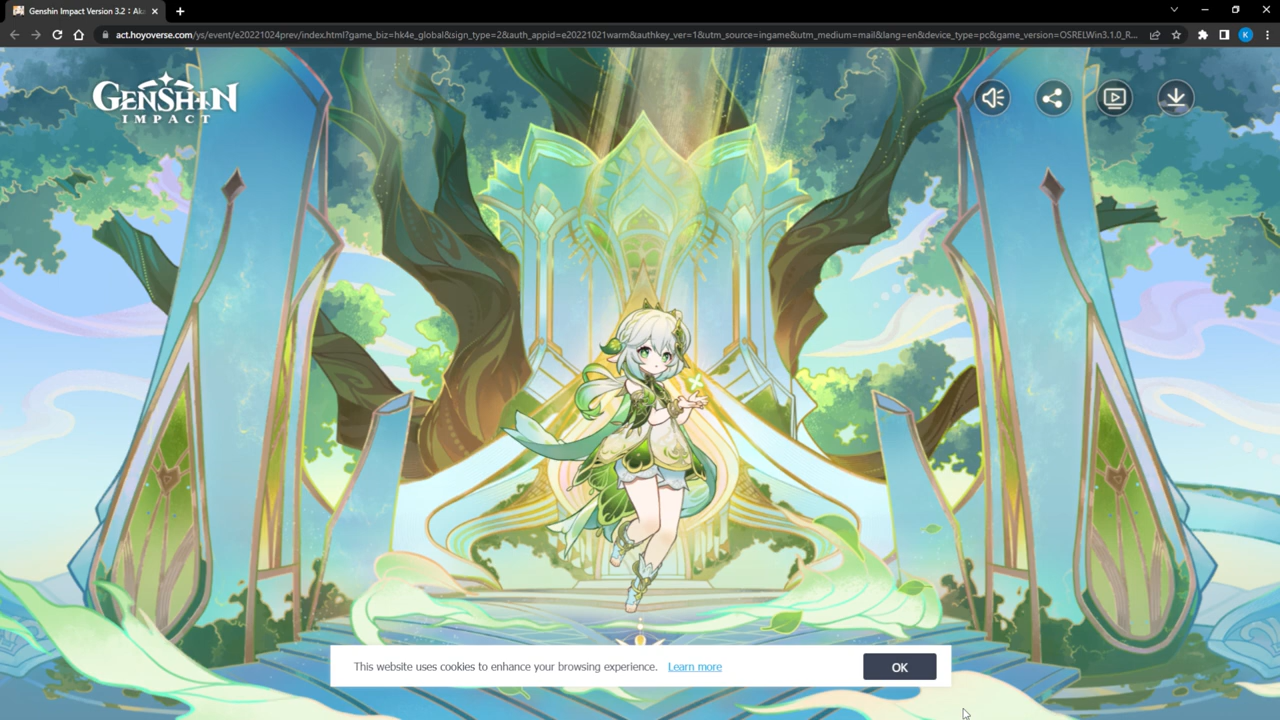 Genshin Impact Version 3.2 : Aka
act.hoyoverse.com/ys/event/e20221024prev/index.html?game_biz=hk4e_global&sign_type=2&auth_appid=e20221021warm&authkey_ver=1&utm_source=ingame&utm_medium=mail&lang=en&device_type=pc&game_version=OSRELWin3.1.0_R...
K
GENSHIN
IMPACT
This website uses cookies to enhance your browsing experience. Learn more
OK